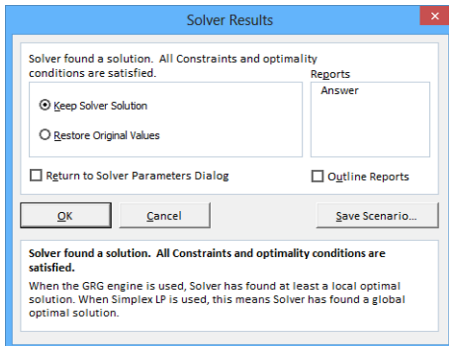 Solver Results
Solver found a solution. All Constraints and optimality
conditions are satisfied.
Reports
Answer
Keep Solver Solution
Restore Original Values
Return to Solver Parameters Dialog
Outline Reports
OK
Cancel
Save Scenario...
Solver found a solution. All Constraints and optimality conditions are
satisfied.
When the GRG engine is used, Solver has found at least a local optimal
solution. When Simplex LP is used, this means Solver has found a global
optimal solution.